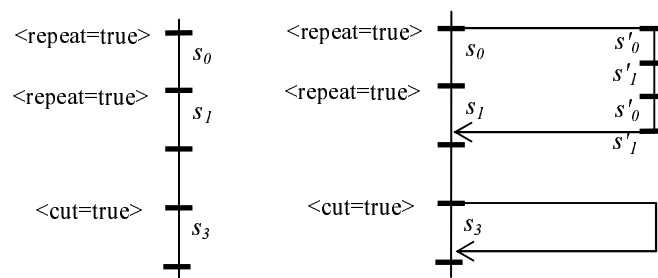 <repeat=true>
s0
<repeat=true>
s1
<cut=true>
s3
<repeat=true>
s0
<repeat=true>
s1
<cut=true>
s3
s'0
s'1
s'0
s'1